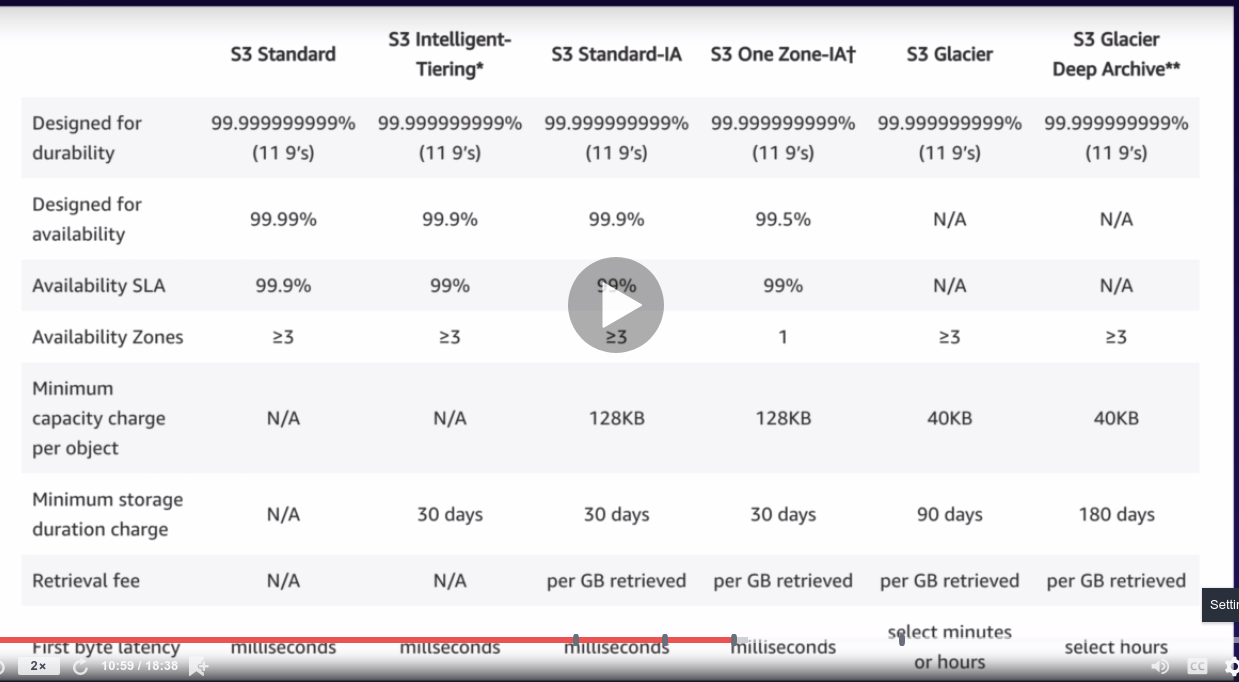 S3 Standard
S3 Intelligent-
Tiering*
S3 Standard-IA
S3 One Zone-IA†
S3 Glacier
S3 Glacier
Deep Archive**
Designed for
durability
99.999999999%
(11 9's)
99.999999999%
(11 9's)
99.999999999%
(11 9's)
99.999999999%
(11 9's)
99.999999999%
(11 9's)
99.999999999%
(11 9's)
Designed for
availability
99.99%
99.9%
99.9%
99.5%
N/A
N/A
Availability SLA
99.9%
99%
99%
99%
N/A
N/A
Availability Zones
≥3
≥3
≥3
1
≥3
≥3
Minimum
capacity charge
per object
N/A
N/A
128KB
128KB
40KB
40KB
Minimum storage
duration charge
N/A
30 days
30 days
30 days
90 days
180 days
Retrieval fee
N/A
N/A
per GB retrieved
per GB retrieved
per GB retrieved
per GB retrieved
First byte latency
milliseconds
millseconds
milliseconds
milliseconds
select minutes
or hours
select hours
2×
10:59 / 18:38
CC